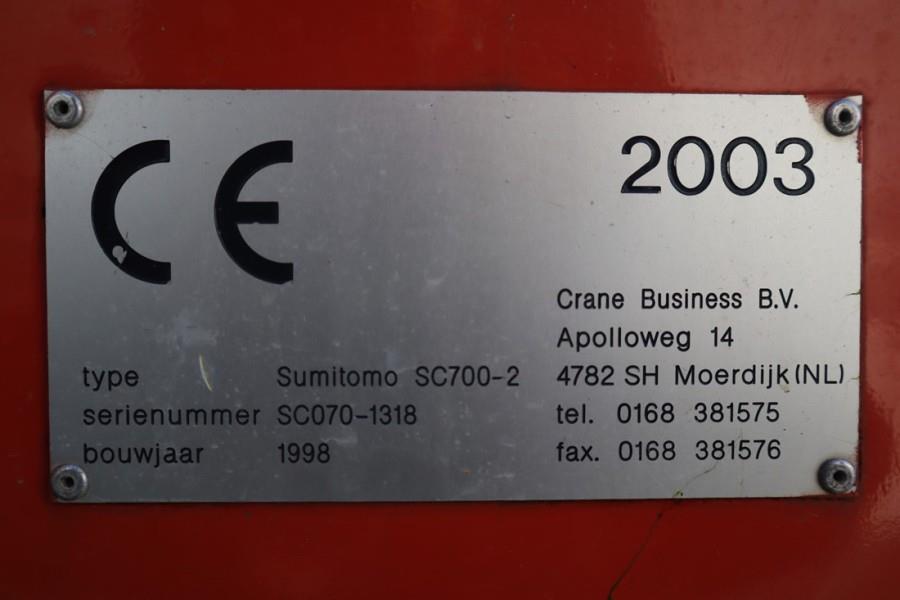 CE 2003
Crane Business B.V.
Apolloweg 14
4782 SH Moerdijk (NL)
tel. 0168 381575
fax. 0168 381576
type Sumitomo SC700-2
serienummer SC070-1318
bouwjaar 1998